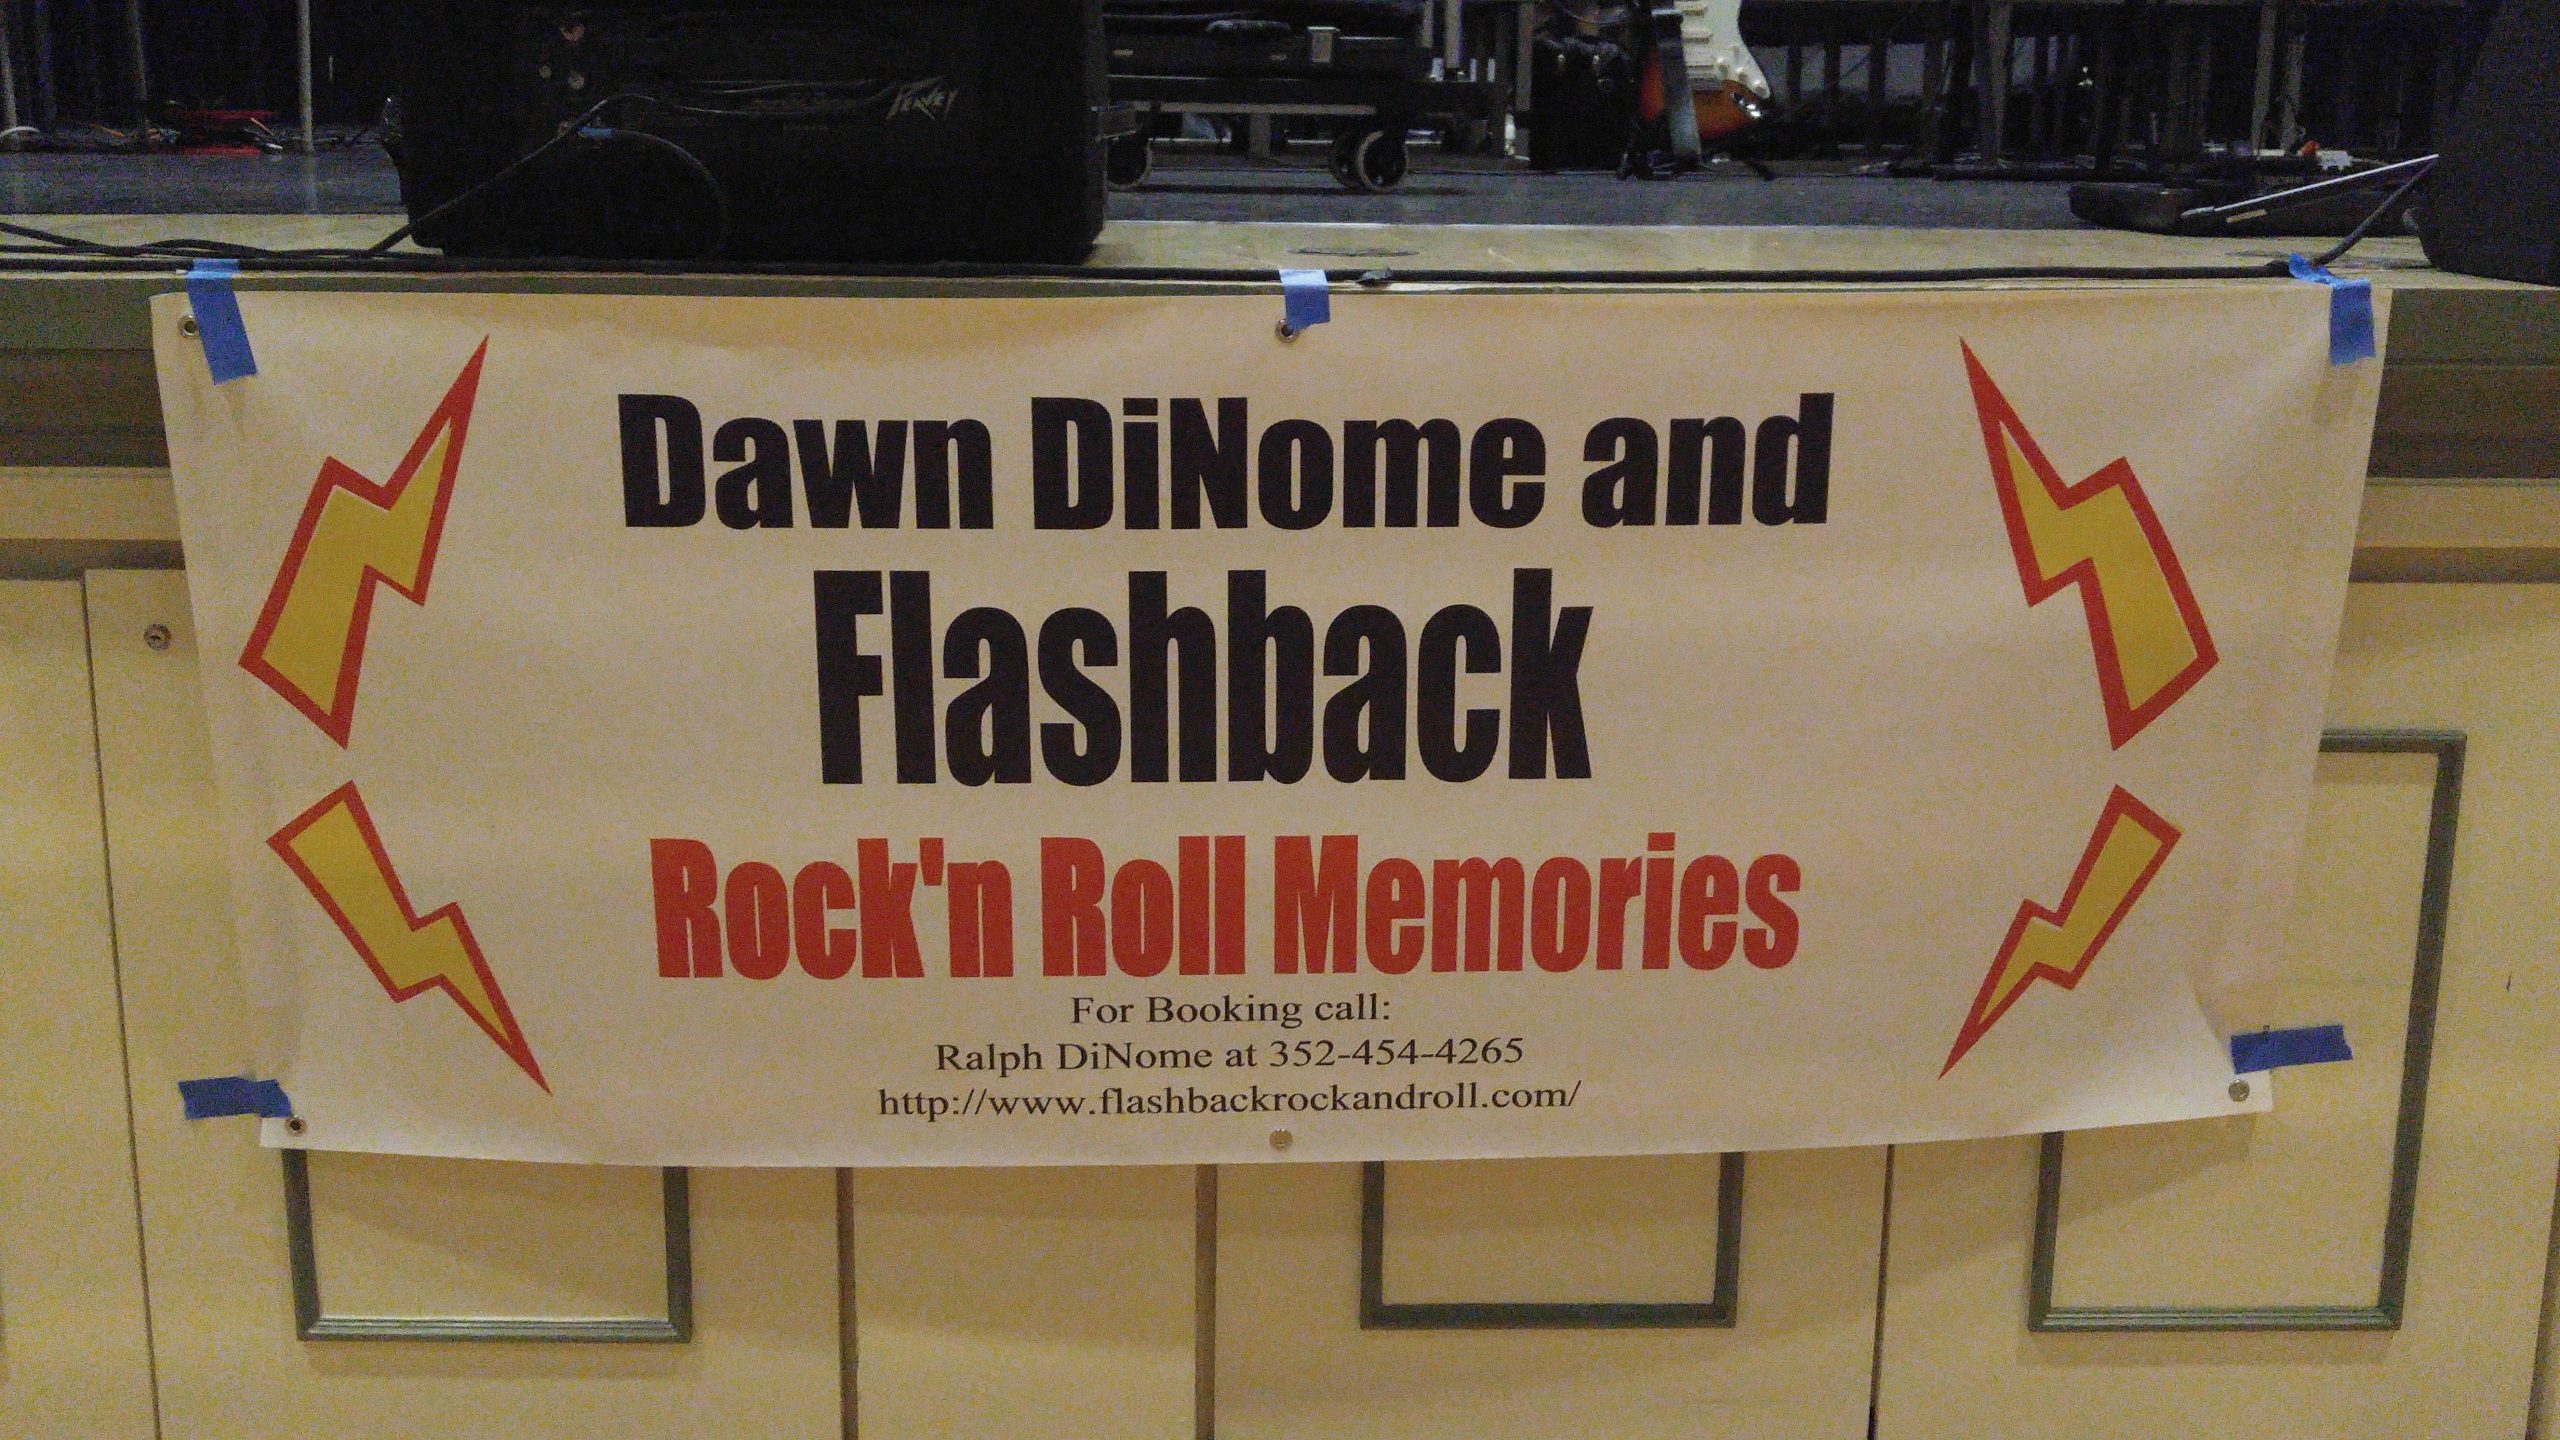 PEAVEY
Dawn DiNome and
Flashback
Rock'n Roll Memories
For Booking call:
Ralph DiNome at 352-454-4265
http://www.flashbackrockandroll.com/